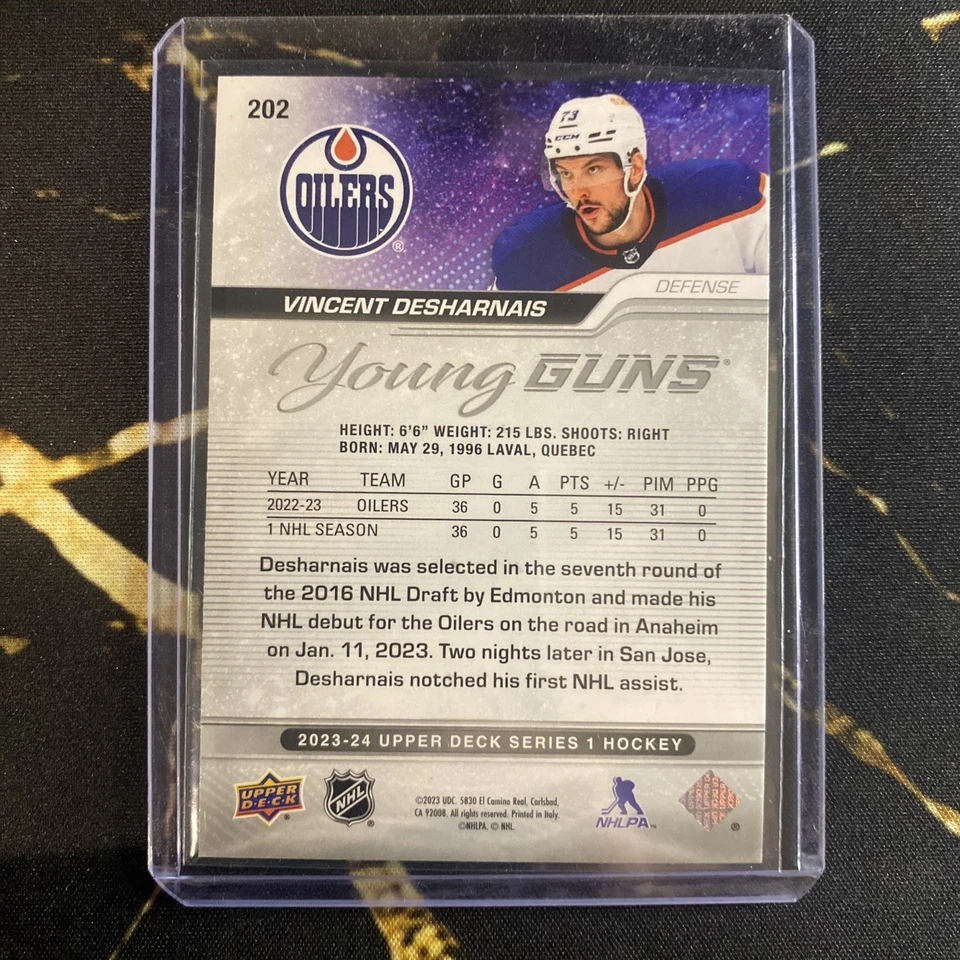 202
73
CCM
OILERS
®
DEFENSE
VINCENT DESHARNAIS
Young GUNS®
HEIGHT: 6'6" WEIGHT: 215 LBS. SHOOTS: RIGHT
BORN: MAY 29, 1996 LAVAL, QUEBEC
YEAR TEAM GP G A PTS +/- PIM PPG
2022-23 OILERS 36 0 5 5 15 31 0
1 NHL SEASON 36 0 5 5 15 31 0
Desharnais was selected in the seventh round of
the 2016 NHL Draft by Edmonton and made his
NHL debut for the Oilers on the road in Anaheim
on Jan. 11, 2023. Two nights later in San Jose,
Desharnais notched his first NHL assist.
2023-24 UPPER DECK SERIES 1 HOCKEY
UPPER D·E·C·K ®
NHL ®
©2023 UDC. 5830 El Camino Real, Carlsbad,
CA 92008. All rights reserved. Printed in Italy.
©NHLPA. © NHL.
NHLPA™
®